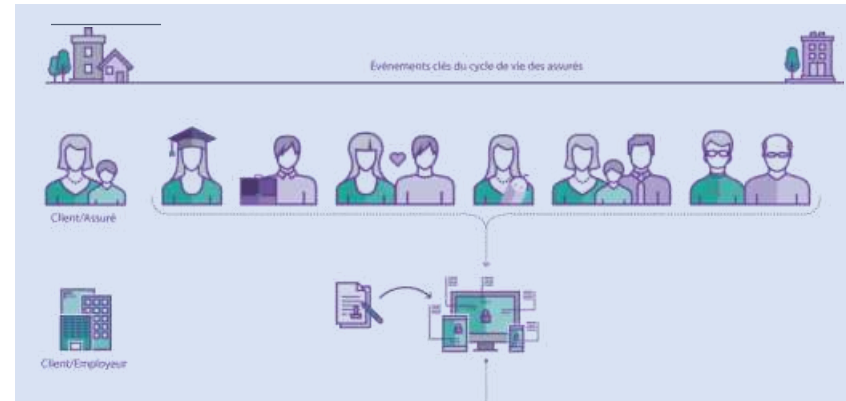 Événements clés du cycle de vie des assurés
Client/Assuré
Client/Employeur